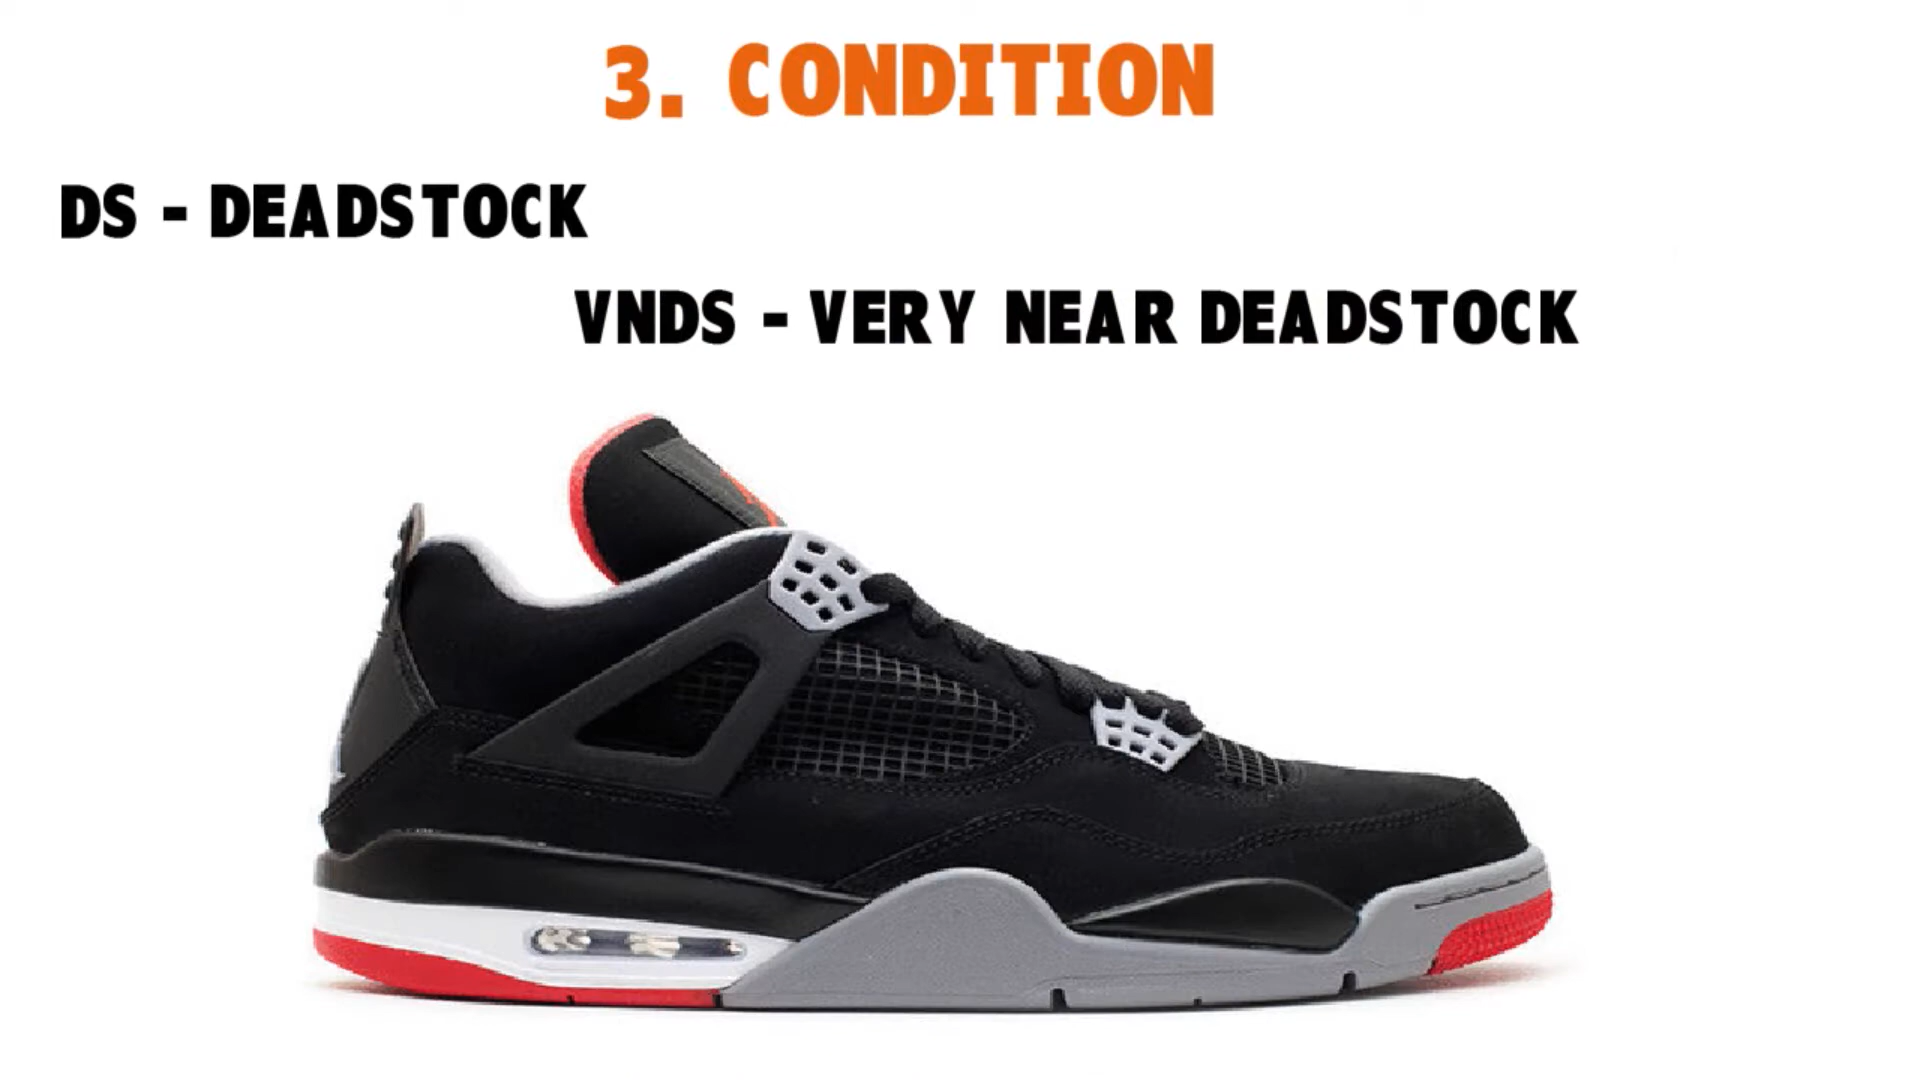 3. CONDITION
DS - DEADSTOCK
VNDS - VERY NEAR DEADSTOCK